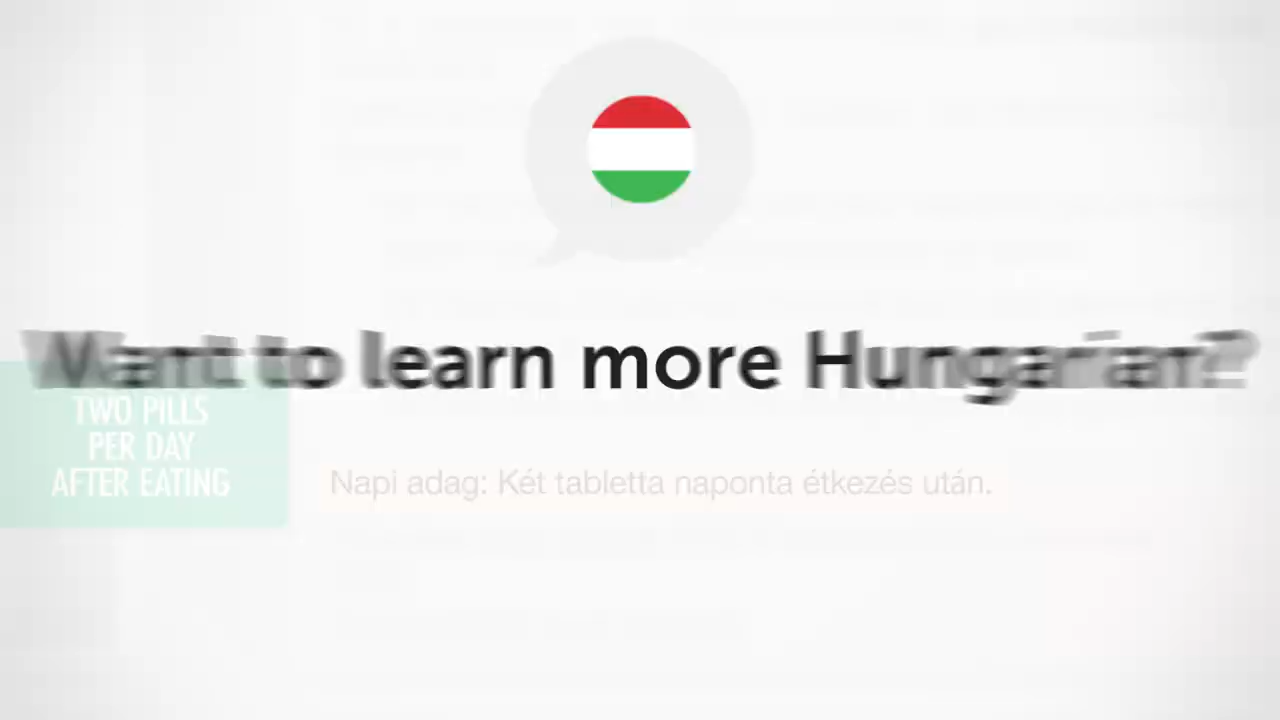 Want to learn more Hungarian?
TWO PILLS
PER DAY
AFTER EATING
Napi adag: Két tabletta naponta étkezés után.